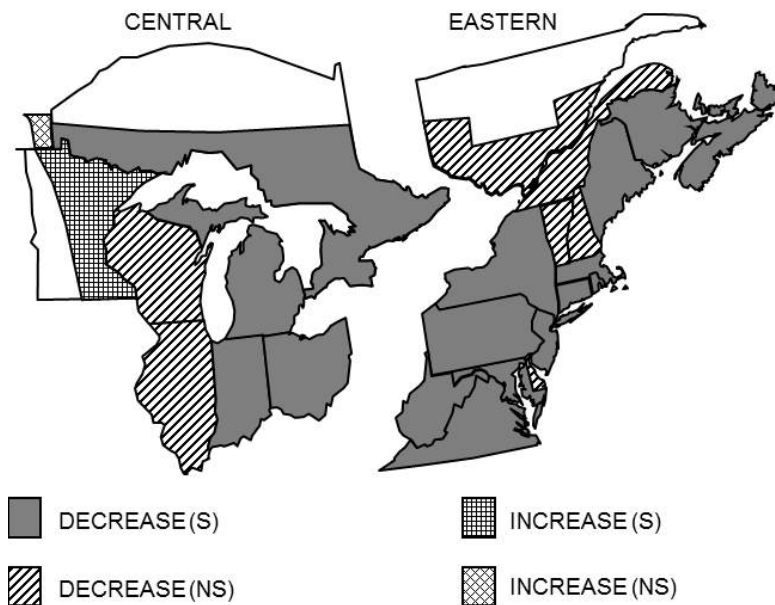 CENTRAL
EASTERN
DECREASE (S)
INCREASE (S)
DECREASE (NS)
INCREASE (NS)